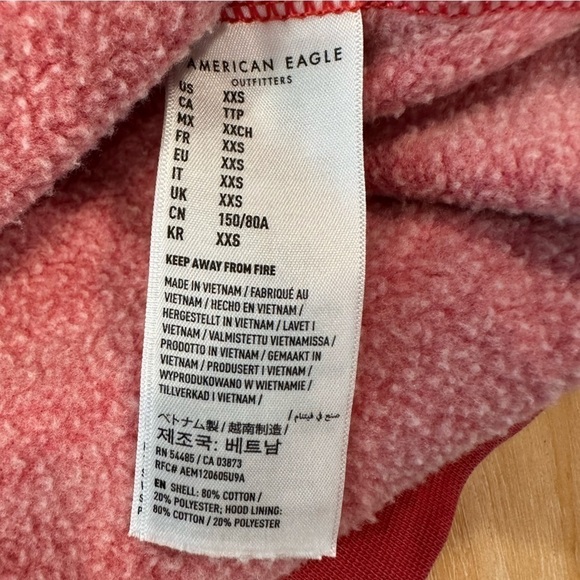 AMERICAN EAGLE
OUTFITTERS
US XXS
CA TTP
MX XXCH
FR XXS
EU XXS
IT XXS
UK XXS
CN 150/80A
KR XXS
KEEP AWAY FROM FIRE
MADE IN VIETNAM / FABRIQUÉ AU
VIETNAM / HECHO EN VIETNAM /
HERGESTELLT IN VIETNAM / LAVET I
VIETNAM / VALMISTETTU VIETNAMISSA /
PRODOTTO IN VIETNAM / GEMAAKT IN
VIETNAM / PRODUSERT I VIETNAM /
WYPRODUKOWANO W WIETNAMIE /
TILLVERKAD I VIETNAM /
صنع في فيتنام /
ベトナム製 / 越南制造 /
제조국: 베트남
RN 54485 / CA 03873
RFC# AEM120605U9A
EN SHELL: 80% COTTON /
20% POLYESTER; HOOD LINING:
80% COTTON / 20% POLYESTER